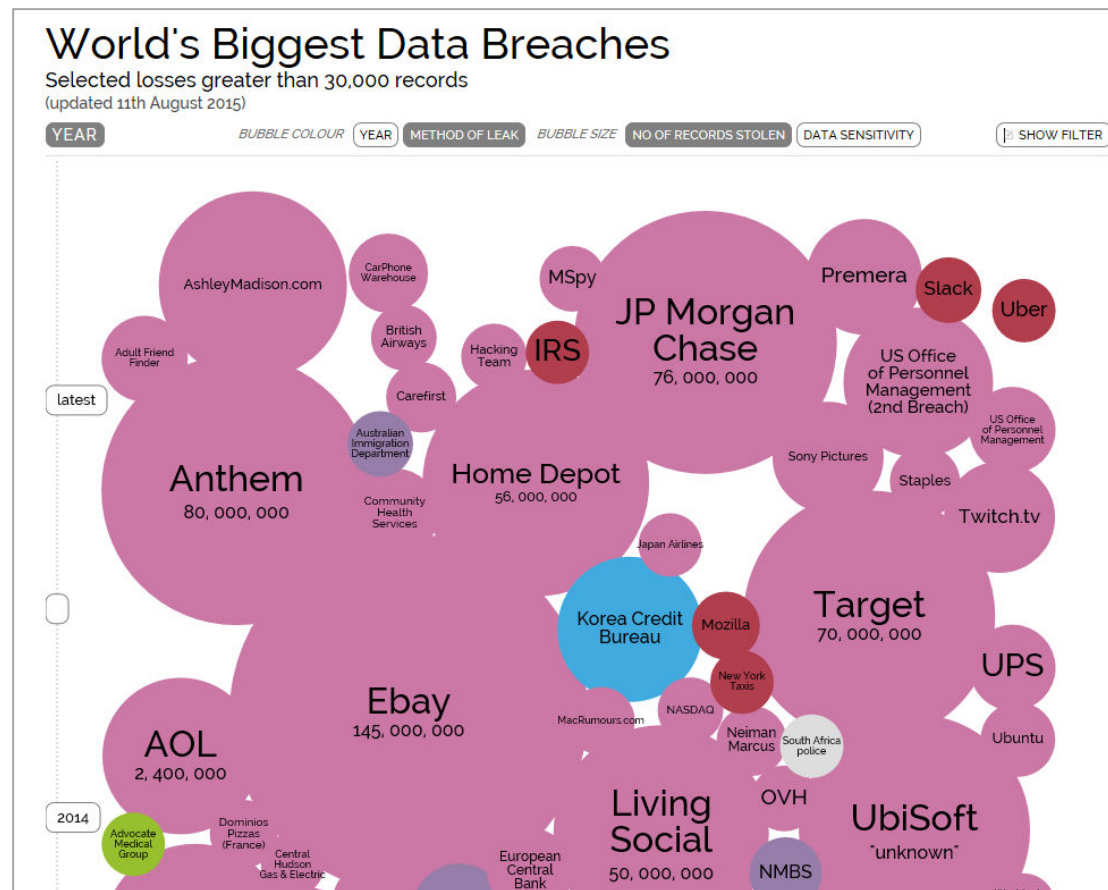 World's Biggest Data Breaches
Selected losses greater than 30,000 records
(updated 11th August 2015)
YEAR
BUBBLE COLOUR YEAR METHOD OF LEAK BUBBLE SIZE NO OF RECORDS STOLEN DATA SENSITIVITY SHOW FILTER
AshleyMadison.com
CarPhone
Warehouse
MSpy
JP Morgan
Chase
76, 000, 000
Premera
Slack
Uber
Adult Friend
Finder
British
Airways
Hacking
Team
IRS
US Office
of Personnel
Management
(2nd Breach)
latest
Carefirst
Australian
Immigration
Department
US Office
of Personnel
Management
Anthem
80, 000, 000
Home Depot
56, 000, 000
Sony Pictures
Staples
Community
Health
Services
Twitch.tv
Japan Airlines
Korea Credit
Bureau
Mozilla
Target
70, 000, 000
UPS
New York
Taxis
Ebay
145, 000, 000
MacRumours.com
NASDAQ
Neiman
Marcus
South Africa
police
Ubuntu
AOL
2, 400, 000
Living
Social
50, 000, 000
OVH
UbiSoft
"unknown"
2014
Advocate
Medical
Group
Dominios
Pizzas
(France)
Central
Hudson
Gas & Electric
European
Central
Bank
NMBS